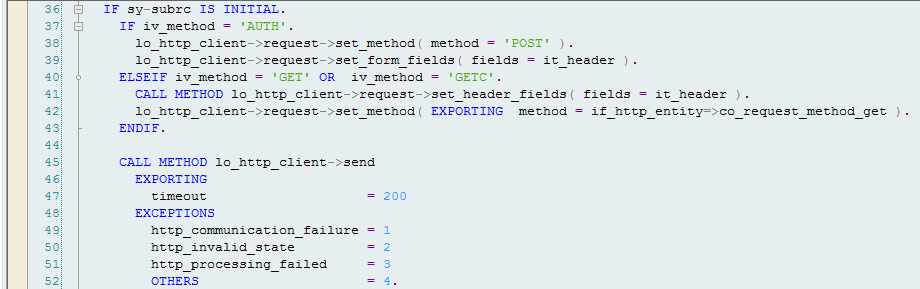 36 IF sy-subrc IS INITIAL.
37 IF iv_method = 'AUTH'.
38 lo_http_client->request->set_method( method = 'POST' ).
39 lo_http_client->request->set_form_fields( fields = it_header ).
40 ELSEIF iv_method = 'GET' OR  iv_method = 'GETC'.
41 CALL METHOD lo_http_client->request->set_header_fields( fields = it_header ).
42 lo_http_client->request->set_method( EXPORTING  method = if_http_entity=>co_request_method_get ).
43 ENDIF.
44
45 CALL METHOD lo_http_client->send
46 EXPORTING
47 timeout                    = 200
48 EXCEPTIONS
49 http_communication_failure = 1
50 http_invalid_state         = 2
51 http_processing_failed     = 3
52 OTHERS                     = 4.